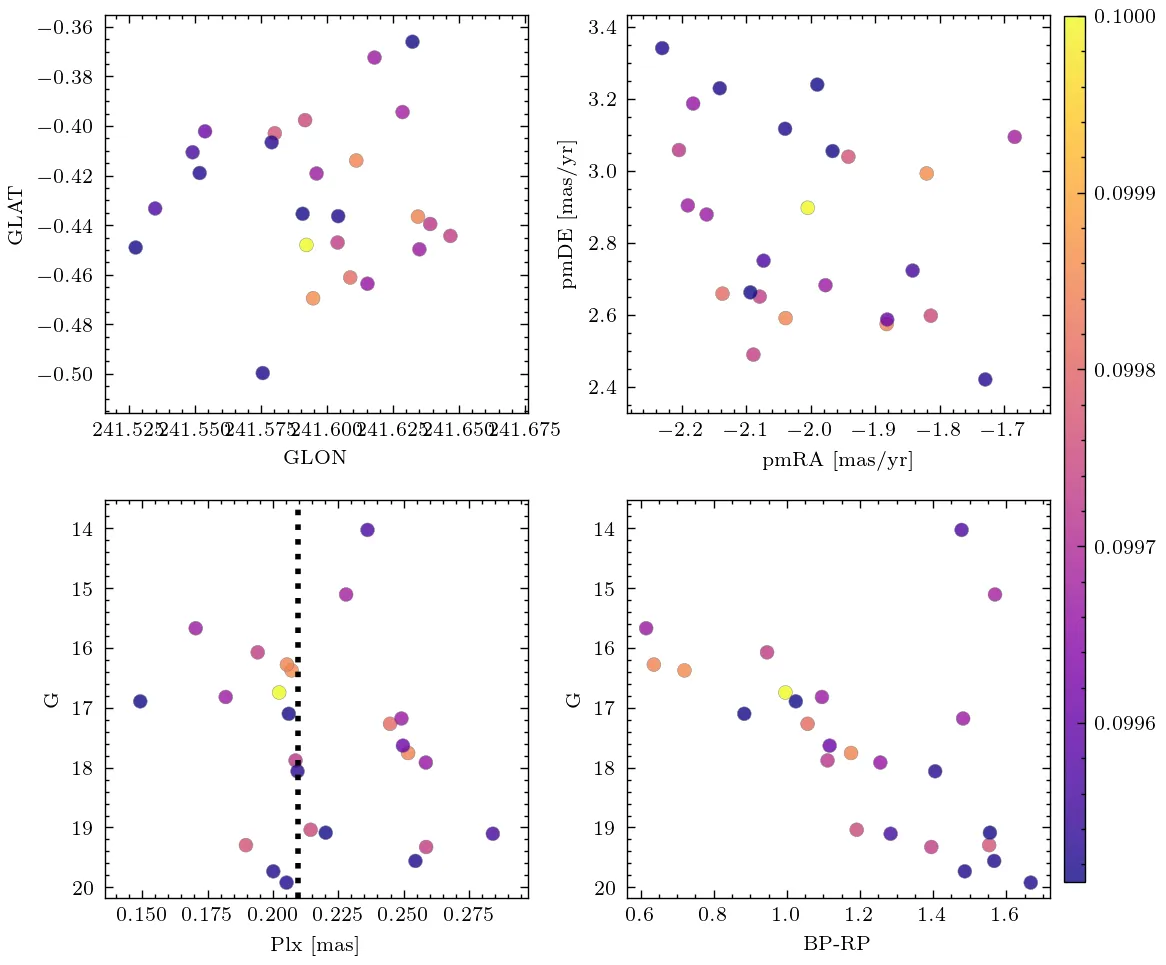 −0.36
−0.38
−0.40
−0.42
−0.44
−0.46
−0.48
−0.50
GLAT
241.525 241.550 241.575 241.600 241.625 241.650 241.675
GLON
3.4
3.2
3.0
2.8
2.6
2.4
pmDE [mas/yr]
−2.2 −2.1 −2.0 −1.9 −1.8 −1.7
pmRA [mas/yr]
14
15
16
17
18
19
20
G
0.150 0.175 0.200 0.225 0.250 0.275
Plx [mas]
14
15
16
17
18
19
20
G
0.6 0.8 1.0 1.2 1.4 1.6
BP-RP
0.1000
0.0999
0.0998
0.0997
0.0996